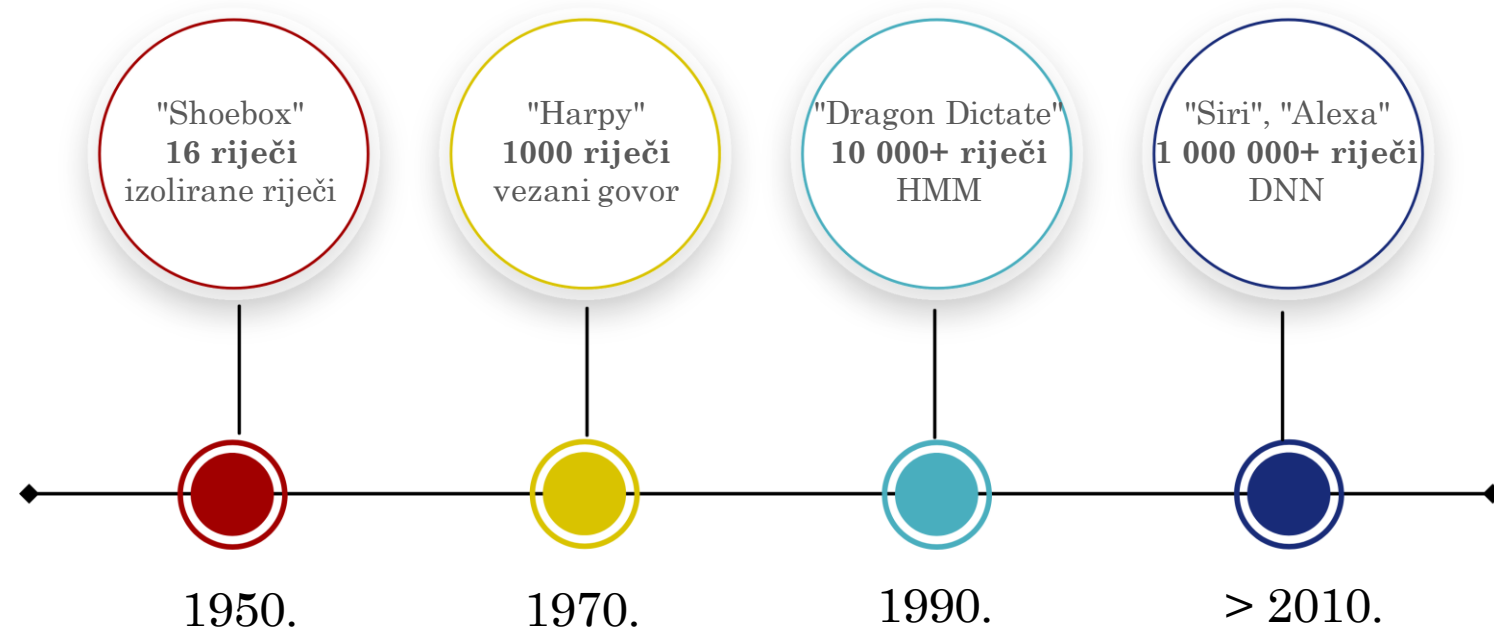 "Shoebox"
16 riječi
izolirane riječi
"Harpy"
1000 riječi
vezani govor
"Dragon Dictate"
10 000+ riječi
HMM
"Siri", "Alexa"
1 000 000+ riječi
DNN
1950.
1970.
1990.
> 2010.